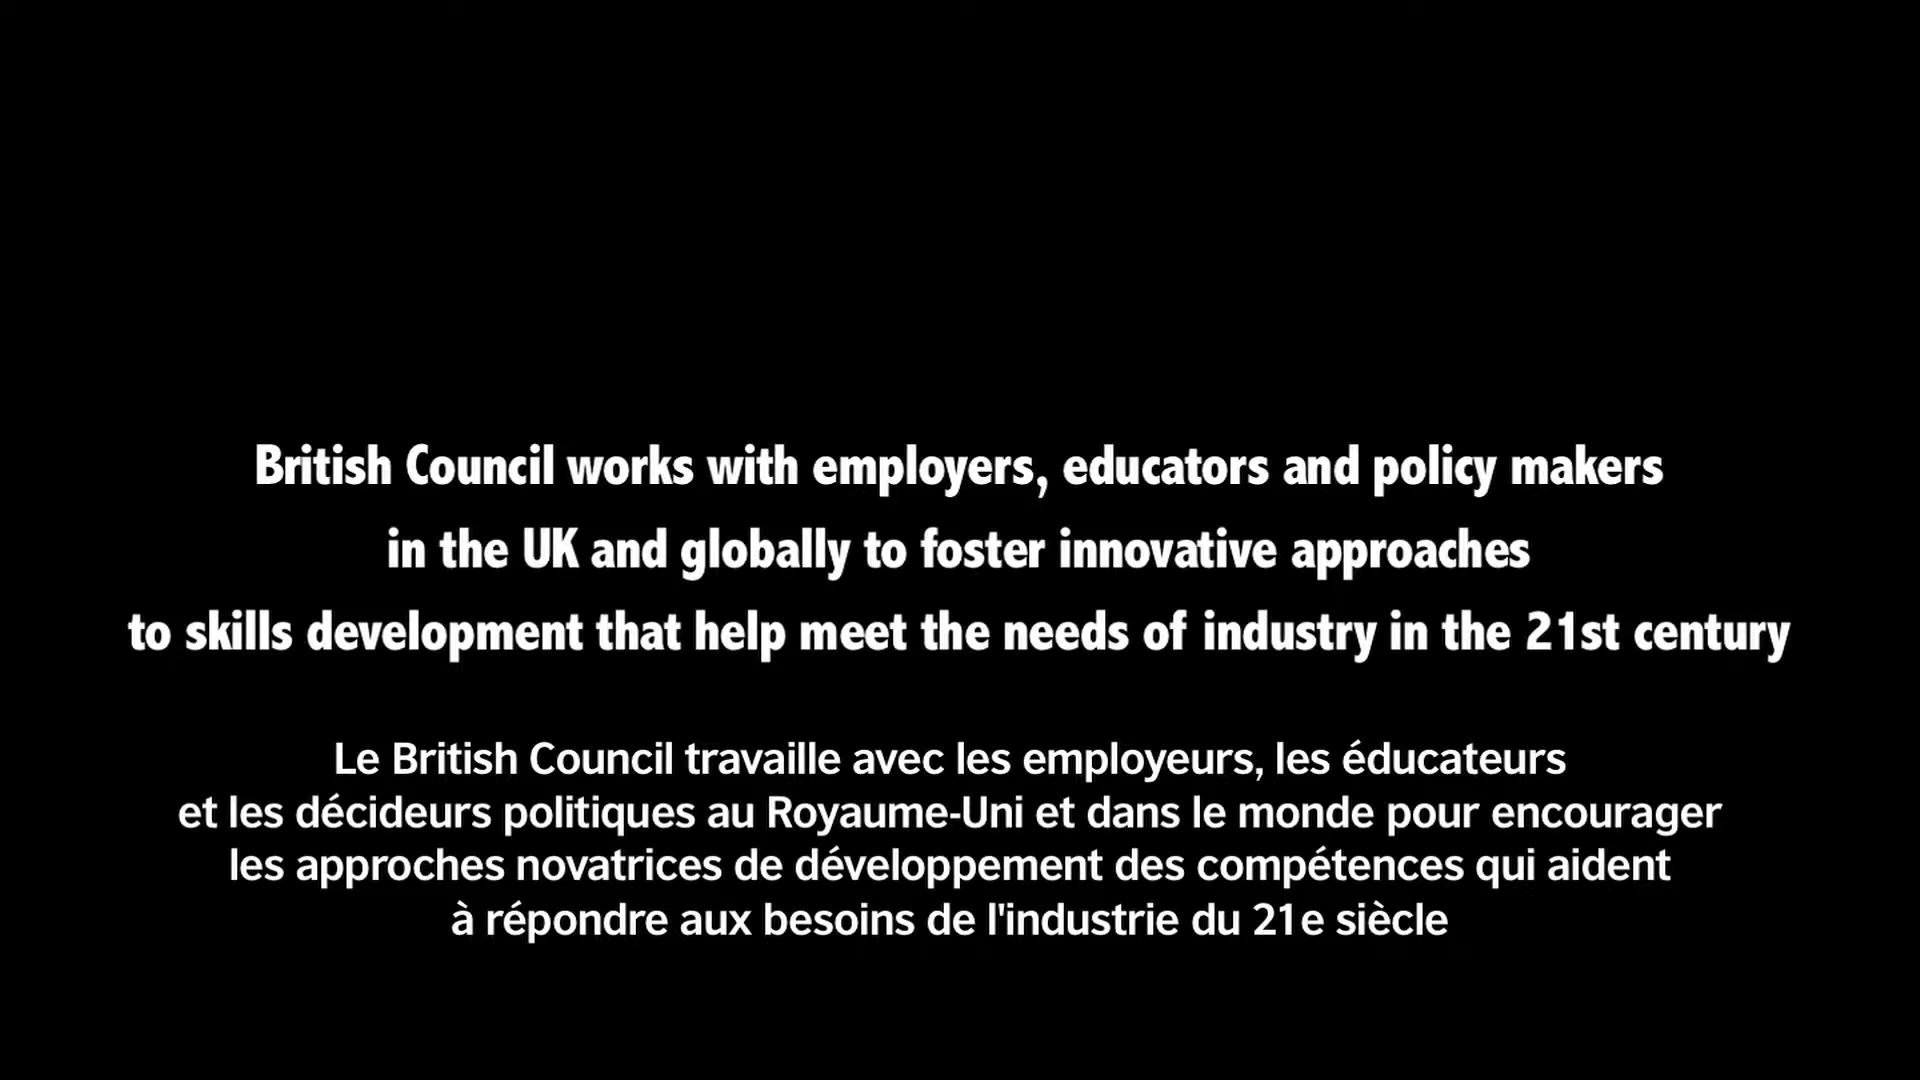 British Council works with employers, educators and policy makers
in the UK and globally to foster innovative approaches
to skills development that help meet the needs of industry in the 21st century
Le British Council travaille avec les employeurs, les éducateurs
et les décideurs politiques au Royaume-Uni et dans le monde pour encourager
les approches novatrices de développement des compétences qui aident
à répondre aux besoins de l'industrie du 21e siècle